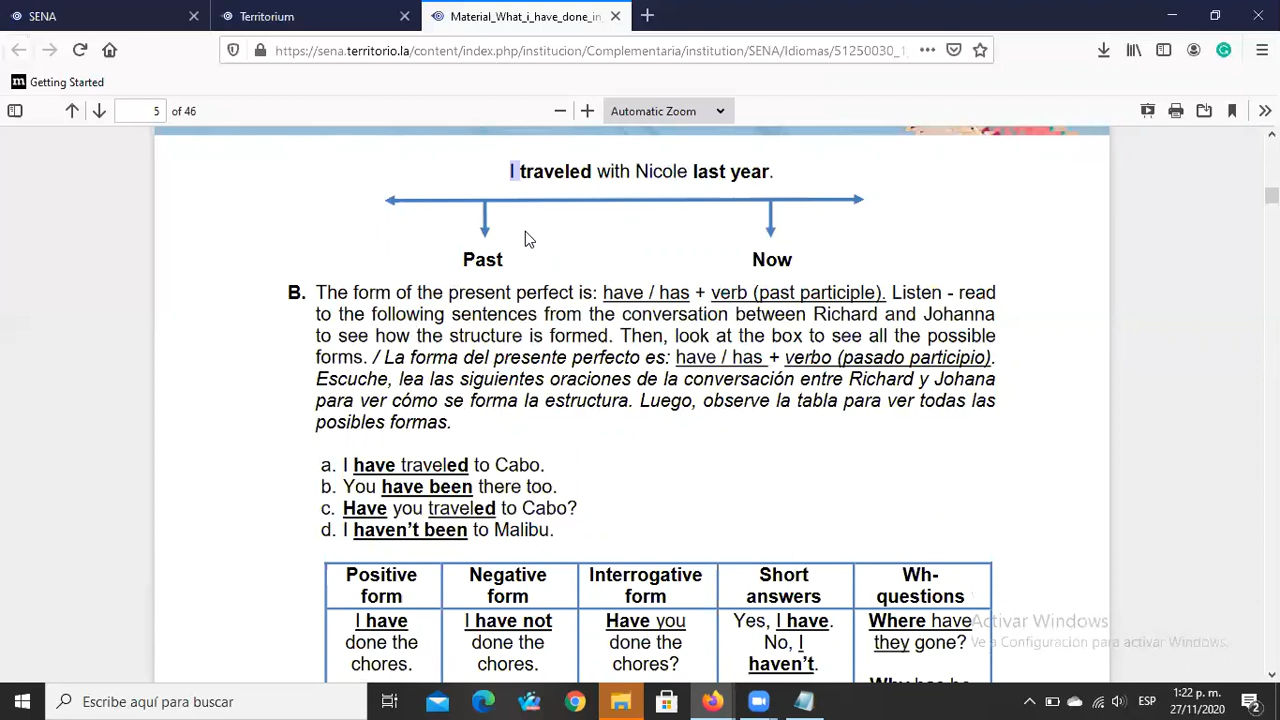 SENA
Territorium
Material_What_i_have_done_in_
https://sena.territorio.la/content/index.php/institucion/Complementaria/institution/SENA/Idiomas/51250030_1
Getting Started
5 of 46
Automatic Zoom
I traveled with Nicole last year.
Past Now
B. The form of the present perfect is: have / has + verb (past participle). Listen - read
to the following sentences from the conversation between Richard and Johanna
to see how the structure is formed. Then, look at the box to see all the possible
forms. / La forma del presente perfecto es: have / has + verbo (pasado participio).
Escuche, lea las siguientes oraciones de la conversación entre Richard y Johana
para ver cómo se forma la estructura. Luego, observe la tabla para ver todas las
posibles formas.
a. I have traveled to Cabo.
b. You have been there too.
c. Have you traveled to Cabo?
d. I haven't been to Malibu.
Positive form
Negative form
Interrogative form
Short answers
Wh-questions
I have
done the
chores.
I have not
done the
chores.
Have you
done the
chores?
Yes, I have.
No, I
haven't.
Where have
they gone?
Activar Windows
Ve a Configuración para activar Windows.
Escribe aquí para buscar
ESP
1:22 p. m.
27/11/2020
2